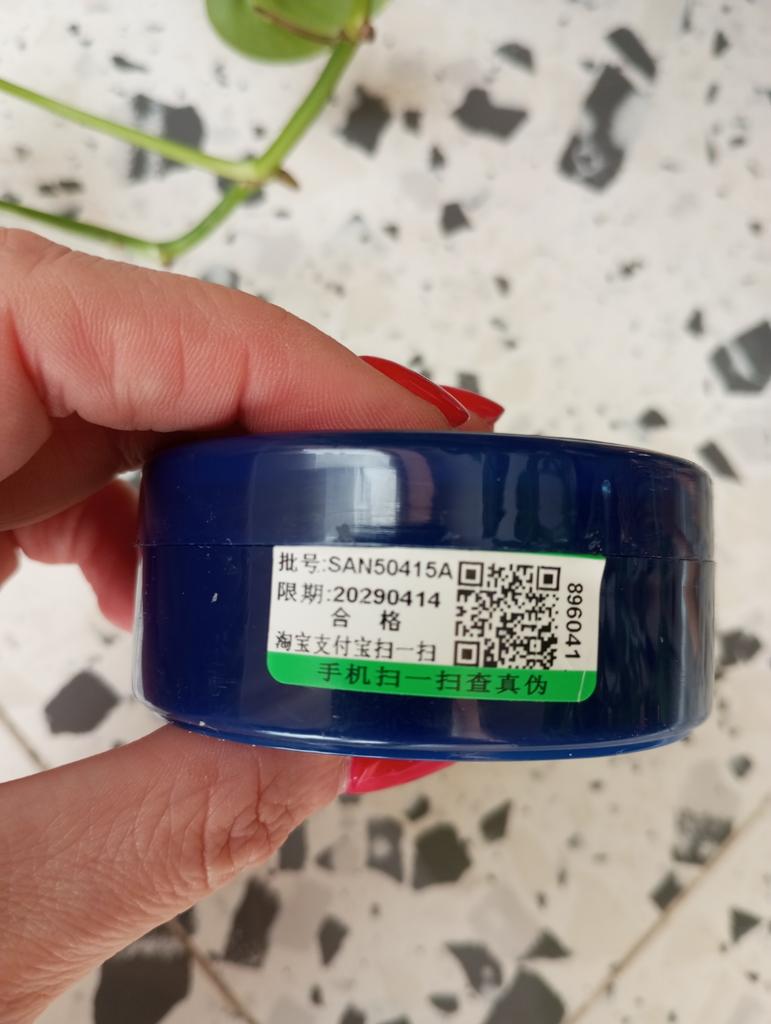 批号:SAN50415A
限期:20290414
合 格
淘宝支付宝扫一扫
896041
手机扫一扫查真伪